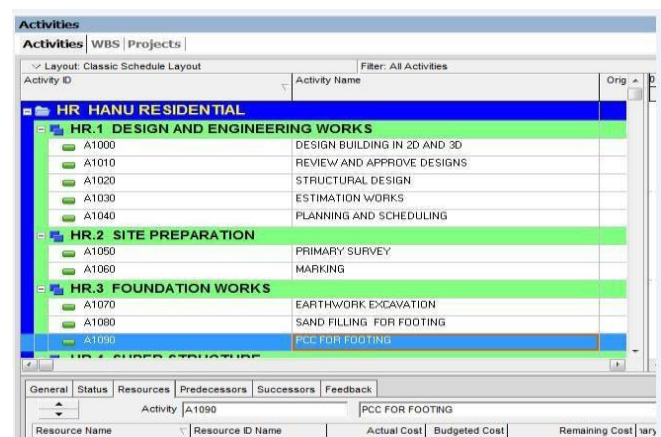 Activities
Activities WBS Projects
Layout: Classic Schedule Layout Filter: All Activities
Activity ID Activity Name Orig
HR HANU RESIDENTIAL
HR.1 DESIGN AND ENGINEERING WORKS
A1000 DESIGN BUILDING IN 2D AND 3D
A1010 REVIEW AND APPROVE DESIGNS
A1020 STRUCTURAL DESIGN
A1030 ESTIMATION WORKS
A1040 PLANNING AND SCHEDULING
HR.2 SITE PREPARATION
A1050 PRIMARY SURVEY
A1060 MARKING
HR.3 FOUNDATION WORKS
A1070 EARTHWORK EXCAVATION
A1080 SAND FILLING FOR FOOTING
A1090 PCC FOR FOOTING
HR.4 SUPER STRUCTURE
General Status Resources Predecessors Successors Feedback
Activity A1090 PCC FOR FOOTING
Resource Name Resource ID Name Actual Cost Budgeted Cost Remaining Cost